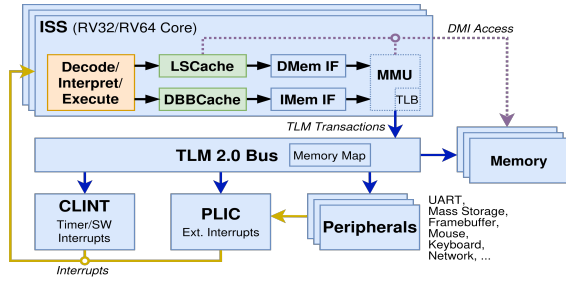 ISS (RV32/RV64 Core)
DMI Access
Decode/
Interpret/
Execute
LSCache
DMem IF
MMU
DBBCache
IMem IF
TLB
TLM Transactions
TLM 2.0 Bus
Memory Map
Memory
CLINT
Timer/SW
Interrupts
PLIC
Ext. Interrupts
Peripherals
UART,
Mass Storage,
Framebuffer,
Mouse,
Keyboard,
Network, ...
Interrupts